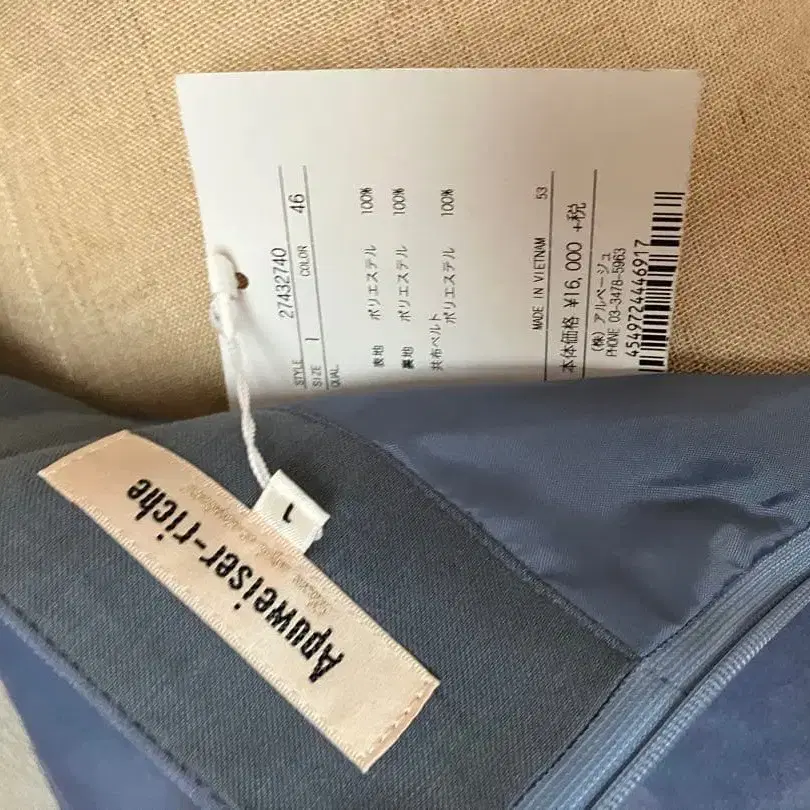 STYLE 27432740
SIZE 1 COLOR 46
QUAL
表地 ポリエステル 100%
裏地 ポリエステル 100%
共布ベルト
ポリエステル 100%
MADE IN VIETNAM 53
本体価格 ¥16,000 +税
(株) アルページュ
PHONE 03-3478-5963
4549724446917
1
Apuweiser-riche